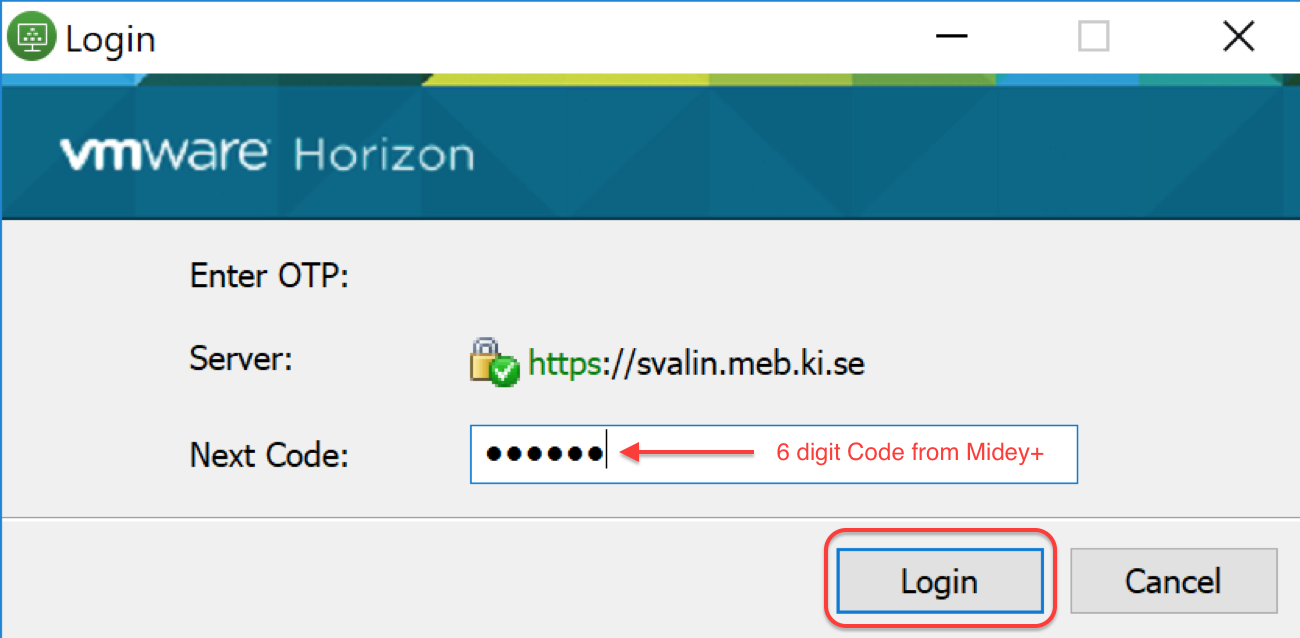 Login
vmware Horizon
Enter OTP:
Server: https://svalin.meb.ki.se
Next Code: •••••• 6 digit Code from Midey+
Login Cancel